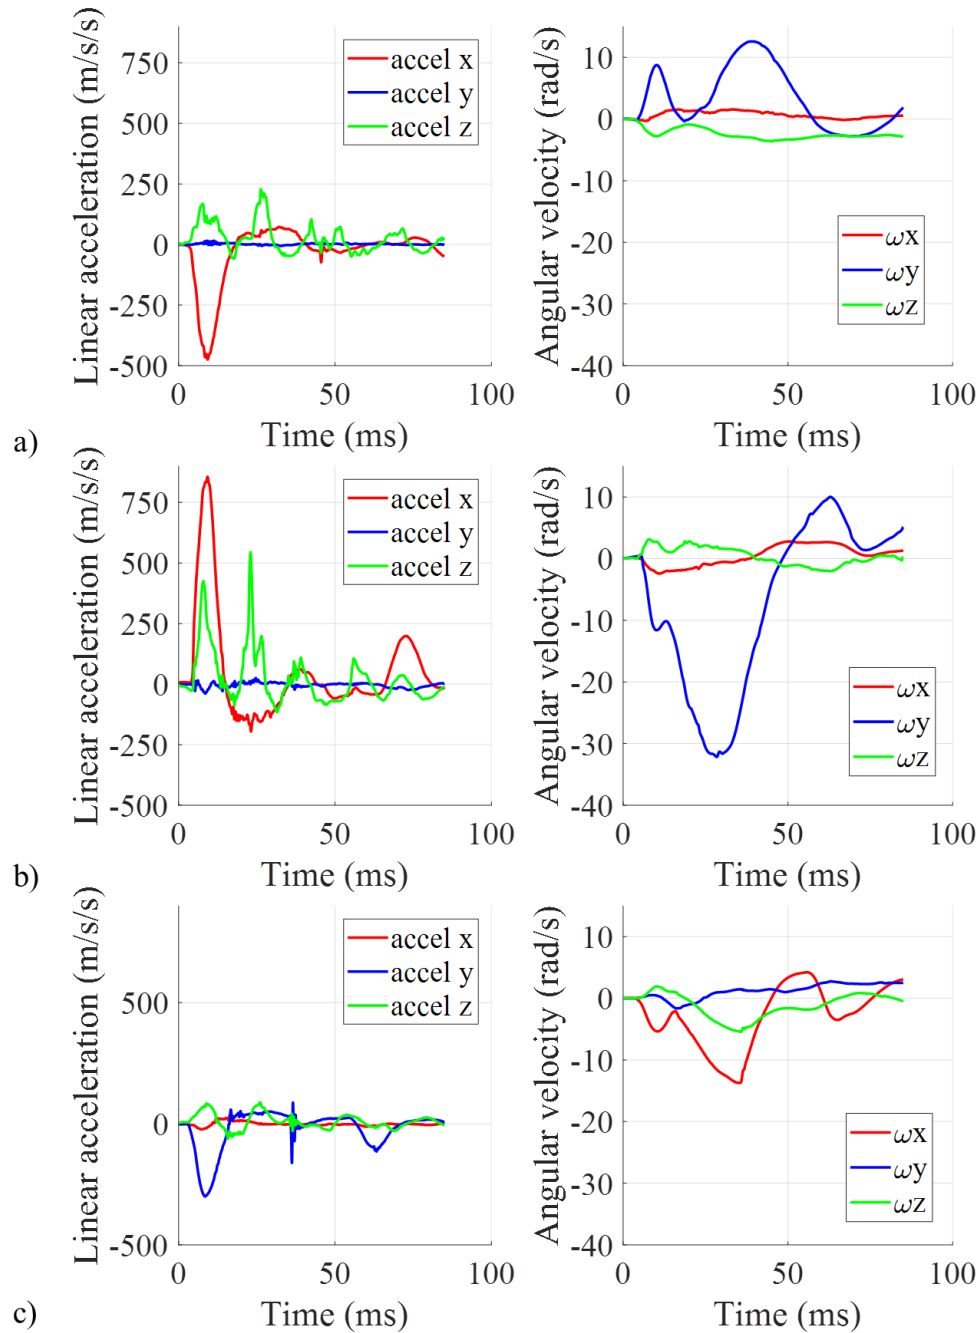 Linear acceleration (m/s/s)
750
500
250
0
-250
-500
0
50
100
Time (ms)
accel x
accel y
accel z
Angular velocity (rad/s)
10
0
-10
-20
-30
-40
0
50
100
Time (ms)
ωx
ωy
ωz
a)
Linear acceleration (m/s/s)
750
500
250
0
-250
-500
0
50
100
Time (ms)
accel x
accel y
accel z
Angular velocity (rad/s)
10
0
-10
-20
-30
-40
0
50
100
Time (ms)
ωx
ωy
ωz
b)
Linear acceleration (m/s/s)
500
0
-500
0
50
100
Time (ms)
accel x
accel y
accel z
Angular velocity (rad/s)
10
0
-10
-20
-30
-40
0
50
100
Time (ms)
ωx
ωy
ωz
c)